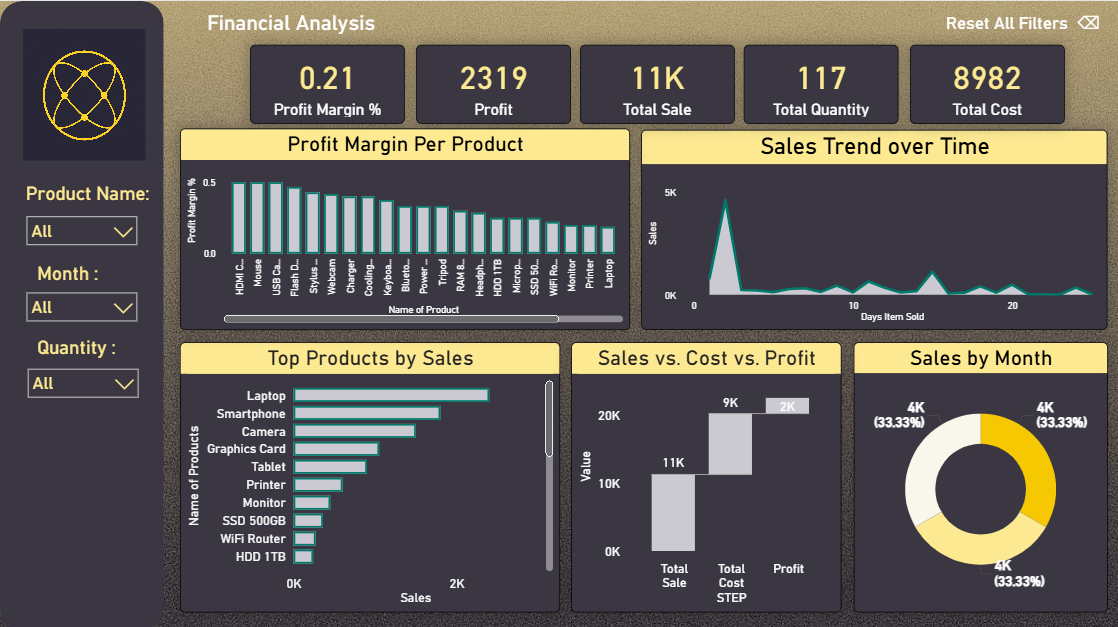 Financial Analysis
Reset All Filters
0.21
Profit Margin %
2319
Profit
11K
Total Sale
117
Total Quantity
8982
Total Cost
Product Name:
All
Month :
All
Quantity :
All
Profit Margin Per Product
Profit Margin %
0.5
0.0
HDMI C...
Mouse
USB Ca...
Flash D...
Stylus ...
Webcam
Charger
Cooling...
Keyboa...
Blueto...
Power ...
Tripod
RAM 8...
Headph...
HDD 1TB
Microp...
SSD 50...
WiFi Ro...
Monitor
Printer
Laptop
Name of Product
Sales Trend over Time
Sales
5K
0K
0
10
20
Days Item Sold
Top Products by Sales
Name of Products
Laptop
Smartphone
Camera
Graphics Card
Tablet
Printer
Monitor
SSD 500GB
WiFi Router
HDD 1TB
0K
2K
Sales
Sales vs. Cost vs. Profit
Value
20K
10K
0K
11K
9K
2K
Total
Sale
Total
Cost
Profit
STEP
Sales by Month
4K
(33.33%)
4K
(33.33%)
4K
(33.33%)